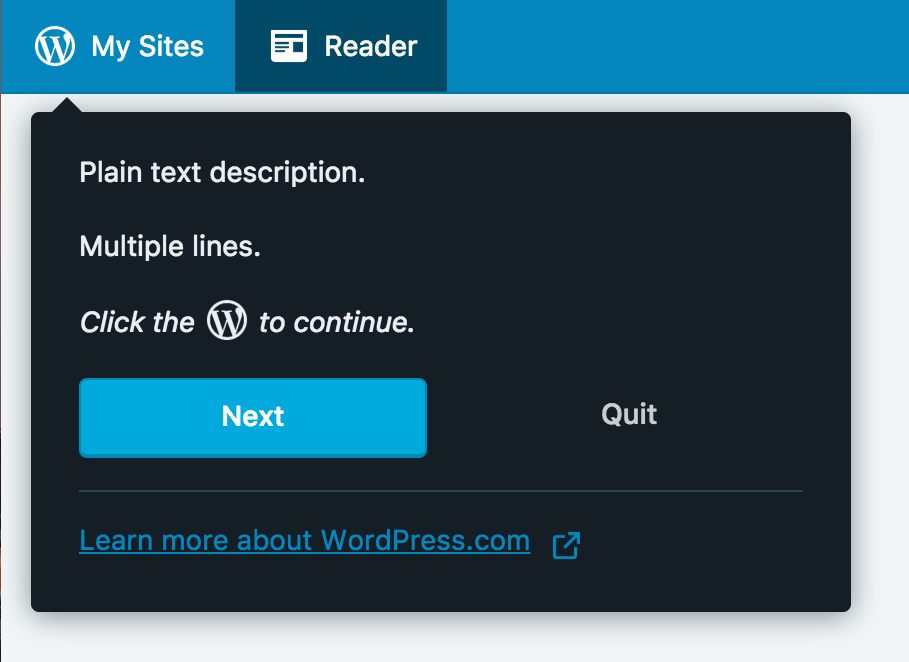 My Sites
Reader
Plain text description.
Multiple lines.
Click the to continue.
Next
Quit
Learn more about WordPress.com